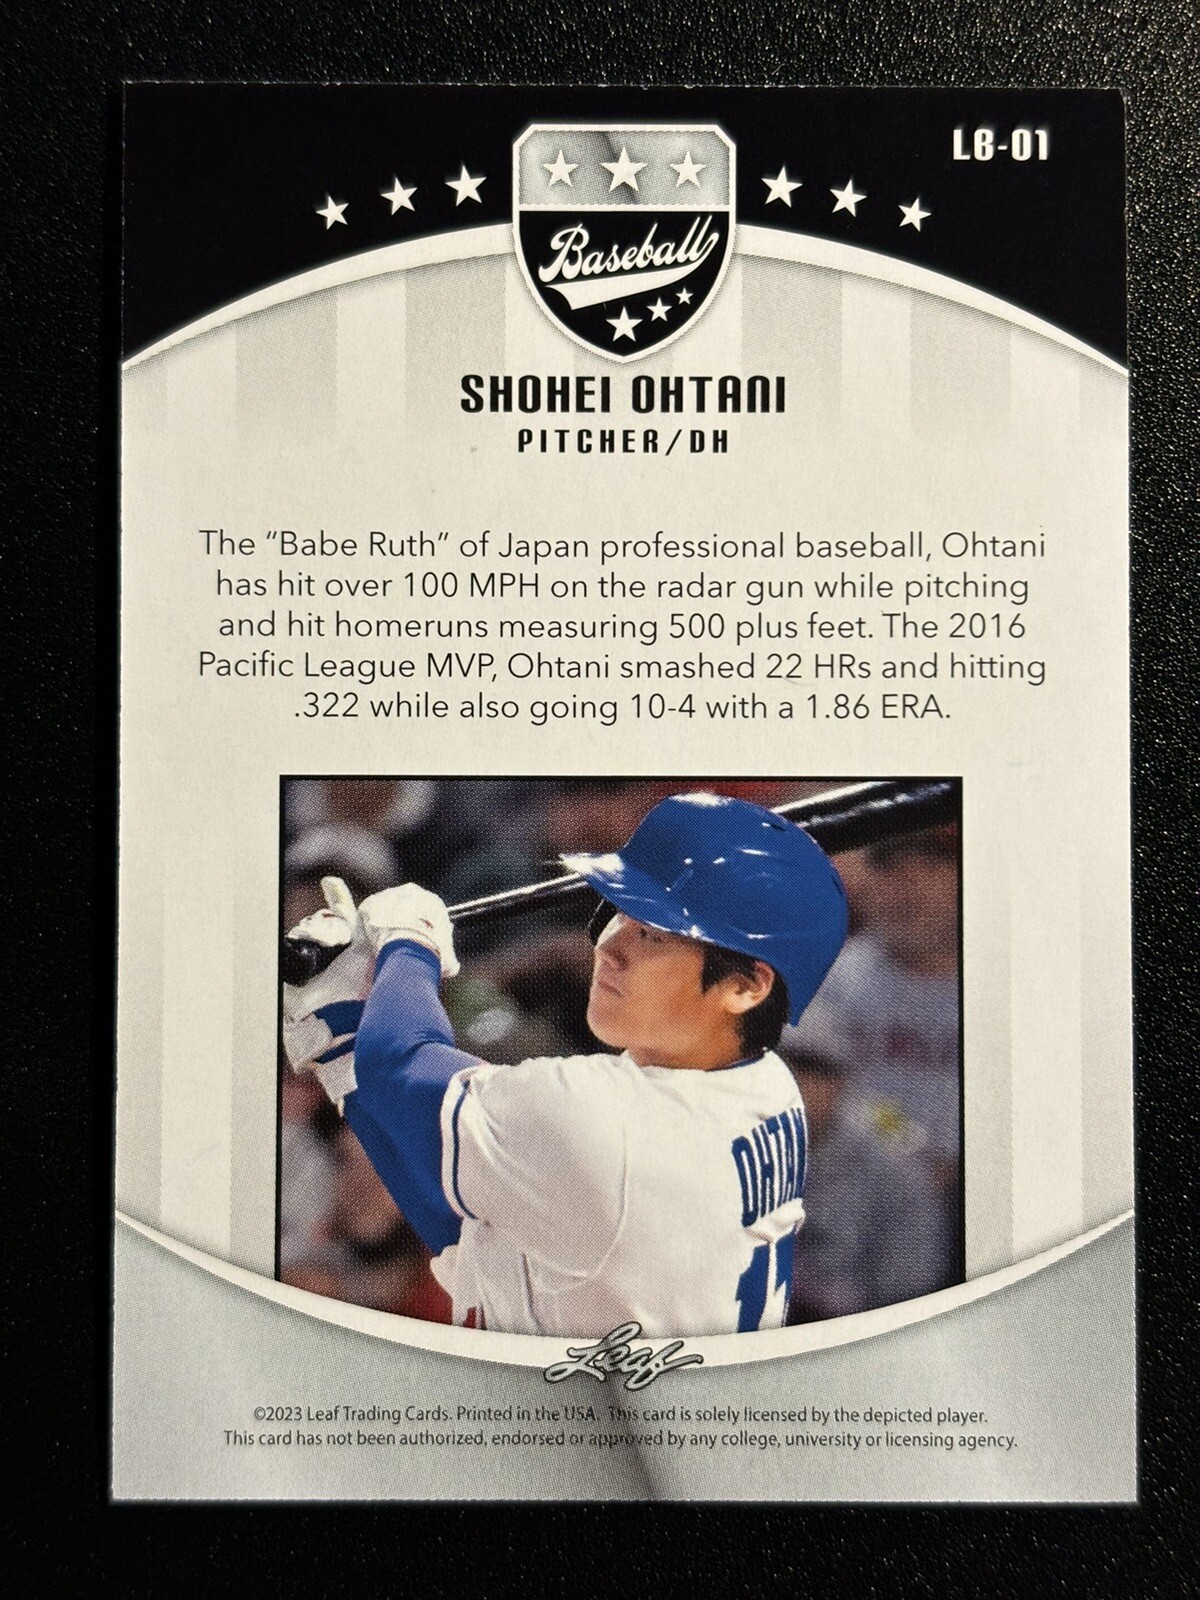 LB-01
Baseball
SHOHEI OHTANI
PITCHER/DH
The "Babe Ruth" of Japan professional baseball, Ohtani
has hit over 100 MPH on the radar gun while pitching
and hit homeruns measuring 500 plus feet. The 2016
Pacific League MVP, Ohtani smashed 22 HRs and hitting
.322 while also going 10-4 with a 1.86 ERA.
OHTAN
Leaf
©2023 Leaf Trading Cards. Printed in the USA. This card is solely licensed by the depicted player.
This card has not been authorized, endorsed or approved by any college, university or licensing agency.